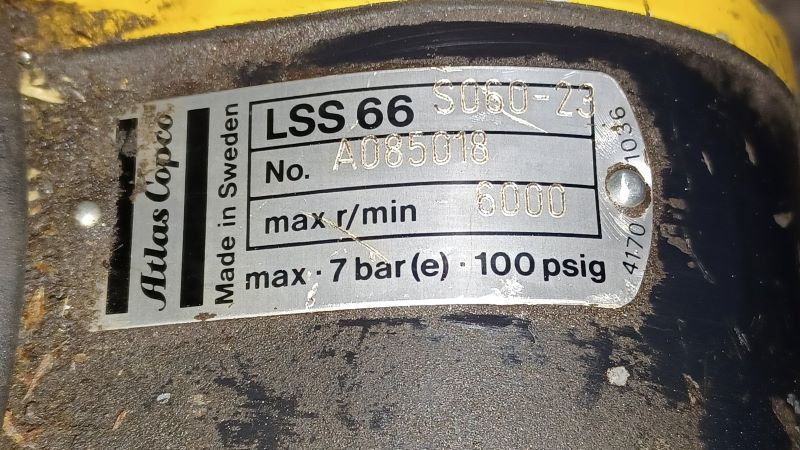 Atlas Copco
Made in Sweden
LSS 66 S060-23
No. A085018
max r/min 6000
max · 7 bar (e) · 100 psig
4170 1036